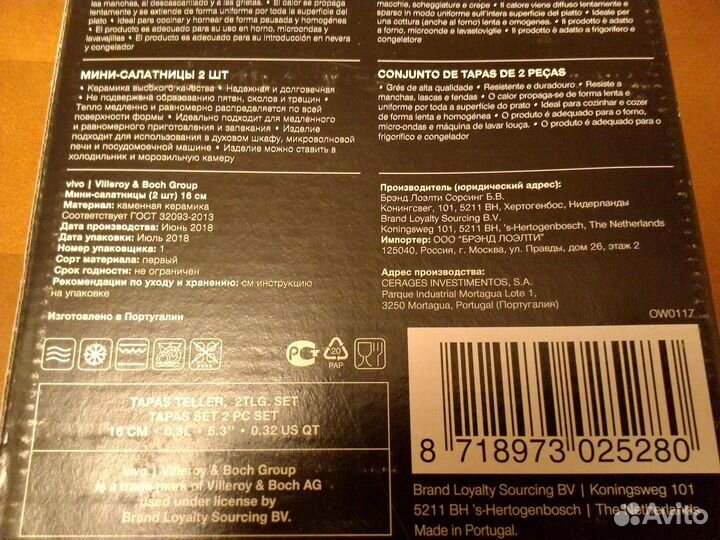 las manchas, al desdascarillado y a las grietas. • El calor se propaga
lentamente y se extiende de forma uniforme por toda la superficie del
plato • Ideal para cocinar y hornear de forma pausada y homogénea
• El producto es adecuado para su uso en horno, microondas y
lavavajillas • El producto es adecuado para su introducción en nevera
y congelador
macchie, scheggiature e crepe • Il calore viene diffuso lentamente e
sparso in modo uniforme sull'intera superficie del piatto • Ideale per
una cottura (anche al forno) lenta e omogenea. • Il prodotto è adatto a
forno, microonde e lavastoviglie • Il prodotto è adatto a frigorifero e
congelatore
МИНИ-САЛАТНИЦЫ 2 ШТ
• Керамика высокого качества • Надежная и долговечная
• Не подвержена образованию пятен, сколов и трещин •
Тепло медленно и равномерно распределяется по всей
поверхности формы • Идеально подходит для медленного
и равномерного приготовления и запекания • Изделие
подходит для использования в духовом шкафу, микроволновой
печи и посудомоечной машине • Изделие можно ставить в
холодильник и морозильную камеру
CONJUNTO DE TAPAS DE 2 PEÇAS
• Grés de alta qualidade • Resistente e duradouro • Resiste a
manchas, lascas e fendas • O calor propaga-se de forma lenta e
uniforme por toda a superfície do prato • Ideal para cozinhar e cozer
de forma lenta e homogénea • O produto é adequado para o forno,
micro-ondas e máquina de lavar louça. • O produto é adequado para o
frigorífico e congelador
vivo | Villeroy & Boch Group
Мини-салатницы (2 шт) 16 см
Материал: каменная керамика
Соответствует ГОСТ 32093-2013
Дата производства: Июнь 2018
Дата упаковки: Июль 2018
Номер упаковщика: 1
Сорт материала: первый
Срок годности: не ограничен
Рекомендации по уходу и хранению: см инструкцию
на упаковке
Изготовлено в Португалии
Производитель (юридический адрес):
Брэнд Лоэлти Сорсинг Б.В.
Конингсвег, 101, 5211 BH, Хертогенбос, Нидерланды
Brand Loyalty Sourcing B.V.
Koningsweg 101, 5211 BH, 's-Hertogenbosch, The Netherlands
Импортер: ООО "БРЭНД ЛОЭЛТИ"
125040, Россия, г. Москва, ул. Правды, дом 26, этаж 2
Адрес производства:
CERAGES INVESTIMENTOS, S.A.
Parque Industrial Mortagua Lote 1,
3250 Mortagua, Portugal (Португалия)
OW0117
20
PAP
TAPAS TELLER, 2TLG. SET
TAPAS SET 2 PC SET
16 CM • 0.3L • 6.3" • 0.32 US QT
vivo | Villeroy & Boch Group
is a trademark of Villeroy & Boch AG
used under license by
Brand Loyalty Sourcing BV.
8 718973 025280
Brand Loyalty Sourcing BV | Koningsweg 101
5211 BH 's-Hertogenbosch | The Netherlands
Made in Portugal.
Avito